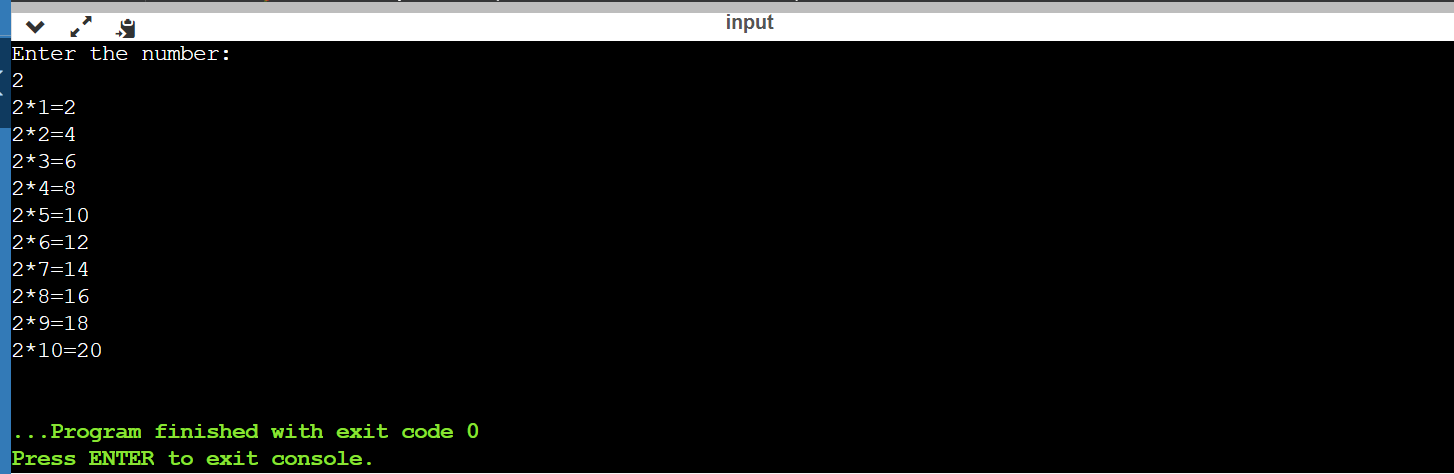 input
Enter the number:
2
2*1=2
2*2=4
2*3=6
2*4=8
2*5=10
2*6=12
2*7=14
2*8=16
2*9=18
2*10=20
...Program finished with exit code 0
Press ENTER to exit console.